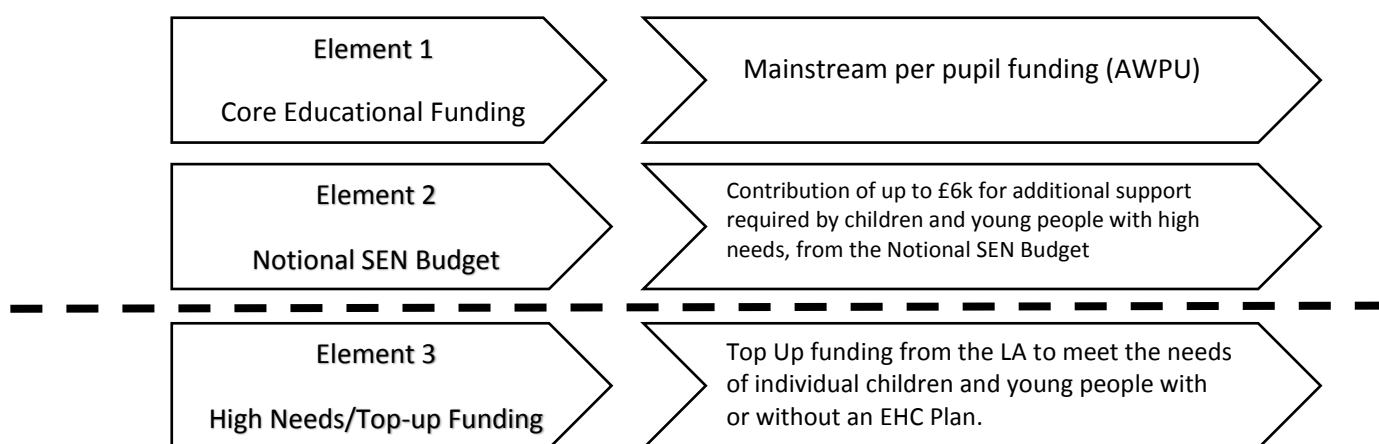 Element 1
Core Educational Funding
Mainstream per pupil funding (AWPU)
Element 2
Notional SEN Budget
Contribution of up to £6k for additional support
required by children and young people with high
needs, from the Notional SEN Budget
Element 3
High Needs/Top-up Funding
Top Up funding from the LA to meet the needs
of individual children and young people with
or without an EHC Plan.